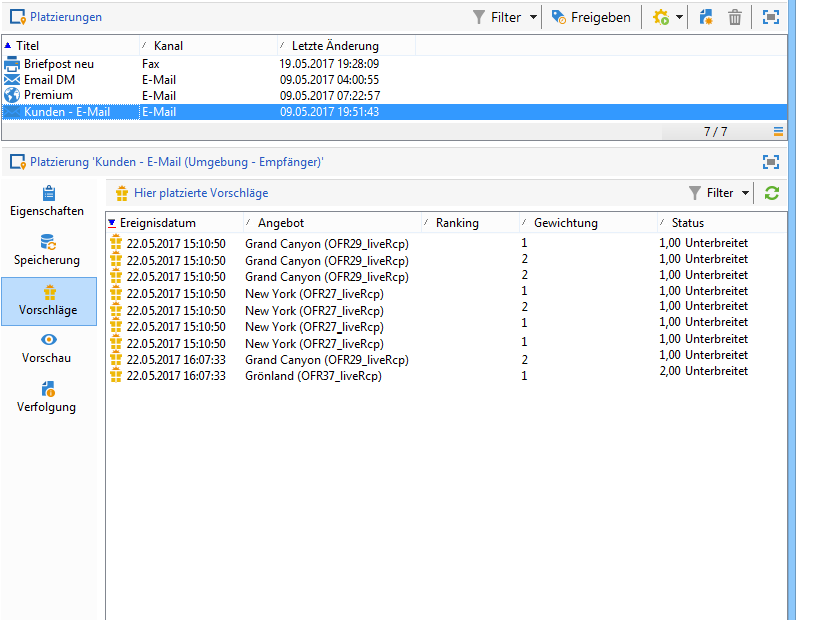 Platzierungen Filter Freigeben
Titel Kanal Letzte Änderung
Briefpost neu Fax 19.05.2017 19:28:09
Email DM E-Mail 09.05.2017 04:00:55
Premium E-Mail 09.05.2017 07:22:57
Kunden - E-Mail E-Mail 09.05.2017 19:51:43
7 / 7
Platzierung 'Kunden - E-Mail (Umgebung - Empfänger)'
Eigenschaften
Speicherung
Vorschläge
Vorschau
Verfolgung
Hier platzierte Vorschläge Filter
Ereignisdatum Angebot Ranking Gewichtung Status
22.05.2017 15:10:50 Grand Canyon (OFR29_liveRcp) 1 1,00 Unterbreitet
22.05.2017 15:10:50 Grand Canyon (OFR29_liveRcp) 2 1,00 Unterbreitet
22.05.2017 15:10:50 Grand Canyon (OFR29_liveRcp) 2 1,00 Unterbreitet
22.05.2017 15:10:50 New York (OFR27_liveRcp) 1 1,00 Unterbreitet
22.05.2017 15:10:50 New York (OFR27_liveRcp) 2 1,00 Unterbreitet
22.05.2017 15:10:50 New York (OFR27_liveRcp) 1 1,00 Unterbreitet
22.05.2017 15:10:50 New York (OFR27_liveRcp) 1 1,00 Unterbreitet
22.05.2017 16:07:33 Grand Canyon (OFR29_liveRcp) 2 1,00 Unterbreitet
22.05.2017 16:07:33 Grönland (OFR37_liveRcp) 1 2,00 Unterbreitet